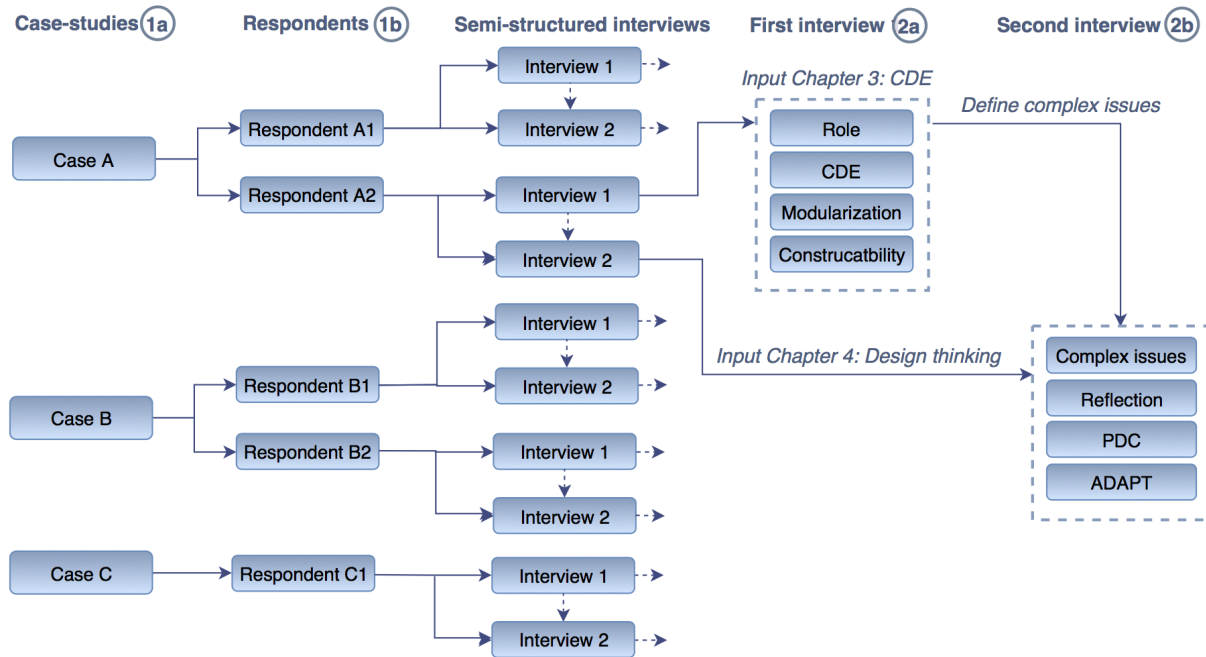 Case-studies 1a
Respondents 1b
Semi-structured interviews
First interview 2a
Second interview 2b
Case A
Respondent A1
Interview 1
Interview 2
Respondent A2
Interview 1
Interview 2
Input Chapter 3: CDE
Role
CDE
Modularization
Construcatbility
Define complex issues
Input Chapter 4: Design thinking
Complex issues
Reflection
PDC
ADAPT
Case B
Respondent B1
Interview 1
Interview 2
Respondent B2
Interview 1
Interview 2
Case C
Respondent C1
Interview 1
Interview 2